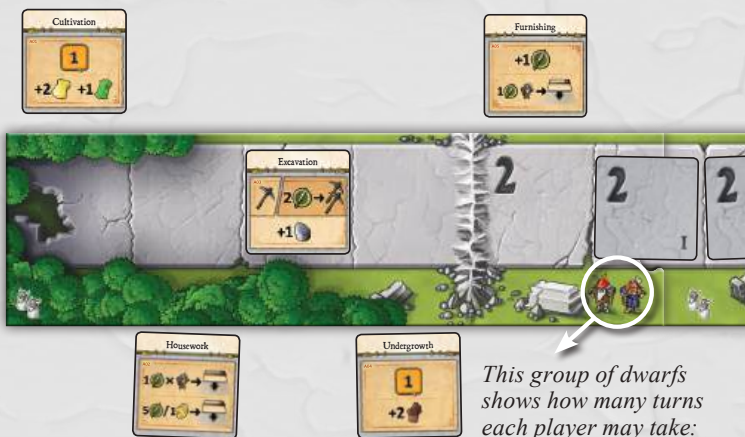 Cultivation
1
+2 +1
Furnishing
+1
1 →
Excavation
/ 2 →
+1
2
2
I
2
Housework
1 × →
5 /1 →
Undergrowth
1
+2
This group of dwarfs
shows how many turns
each player may take: